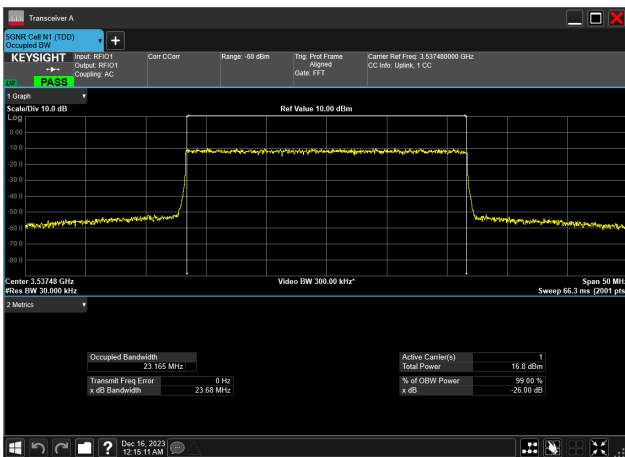 Transceiver A
5GNR Cell N1 (TDD)
Occupied BW
KEYSIGHT
LV
PASS
Input: RFIO1
Output: RFIO1
Coupling: AC
Corr CCorr
Range: -60 dBm
Trig: Prot Frame
Aligned
Gate: FFT
Carrier Ref Freq: 3.537480000 GHz
CC Info: Uplink, 1 CC
1 Graph
Scale/Div 10.0 dB
Ref Value 10.00 dBm
Log
0.00
-10.0
-20.0
-30.0
-40.0
-50.0
-60.0
-70.0
-80.0
Center 3.53748 GHz
Video BW 300.00 kHz*
Span 50 MHz
#Res BW 30.000 kHz
Sweep 66.3 ms (2001 pts
2 Metrics
Occupied Bandwidth
23.165 MHz
Transmit Freq Error 0 Hz
x dB Bandwidth 23.68 MHz
Active Carrier(s) 1
Total Power 16.8 dBm
% of OBW Power 99.00 %
x dB -26.00 dB
?
Dec 16, 2023
12:15:11 AM